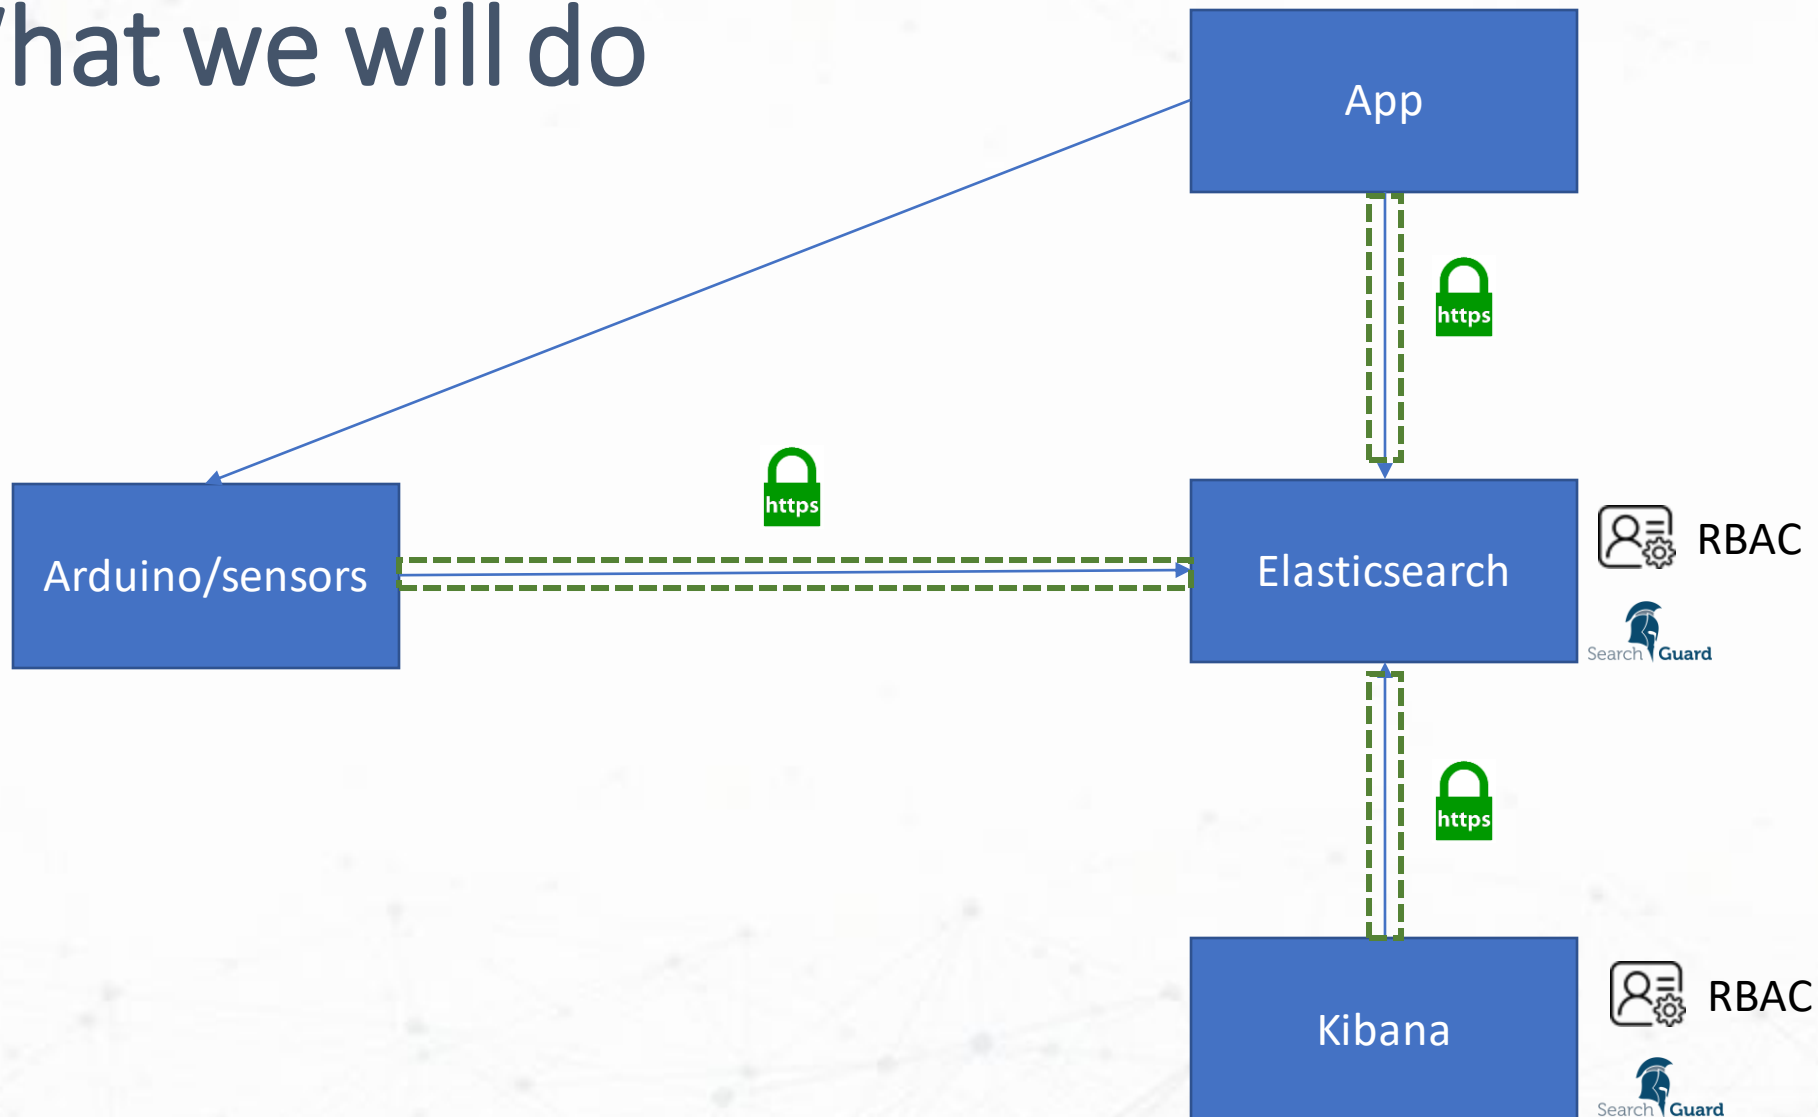 hat we will do
App
https
https
Arduino/sensors
Elasticsearch
RBAC
Search Guard
https
Kibana
RBAC
Search Guard